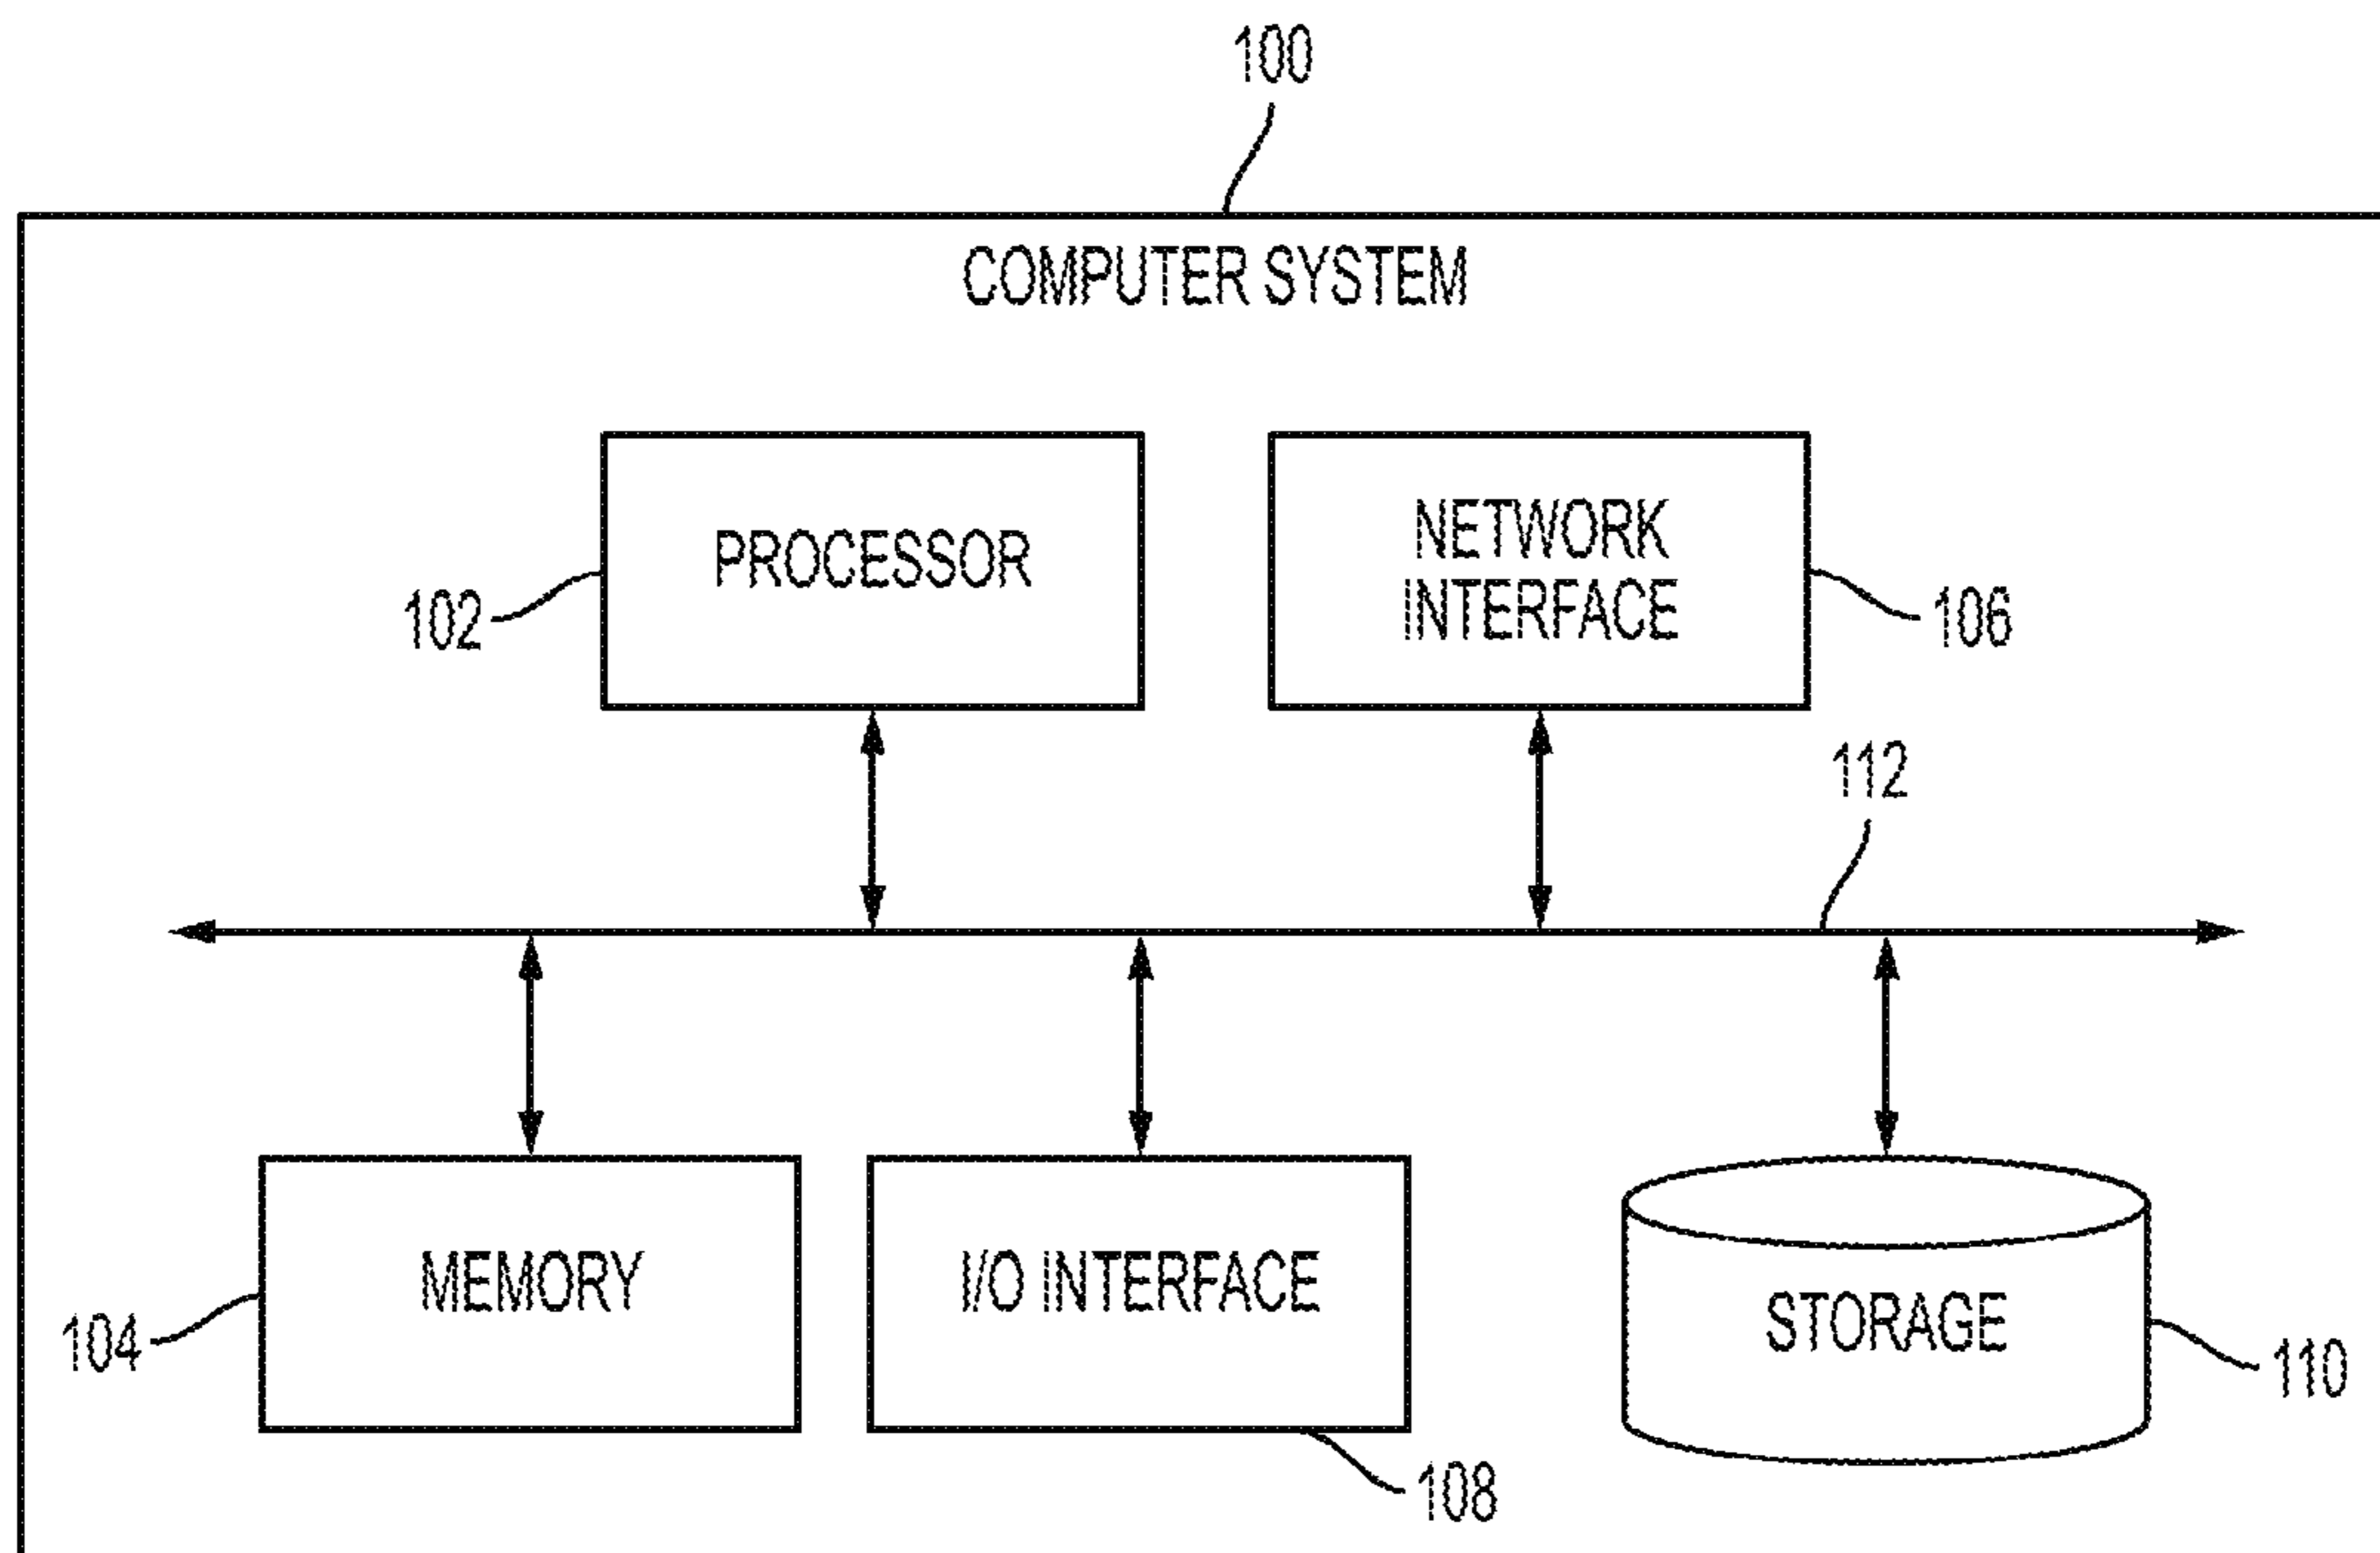 100
COMPUTER SYSTEM
PROCESSOR
NETWORK
INTERFACE
102
106
112
MEMORY
I/O INTERFACE
STORAGE
104
110
108